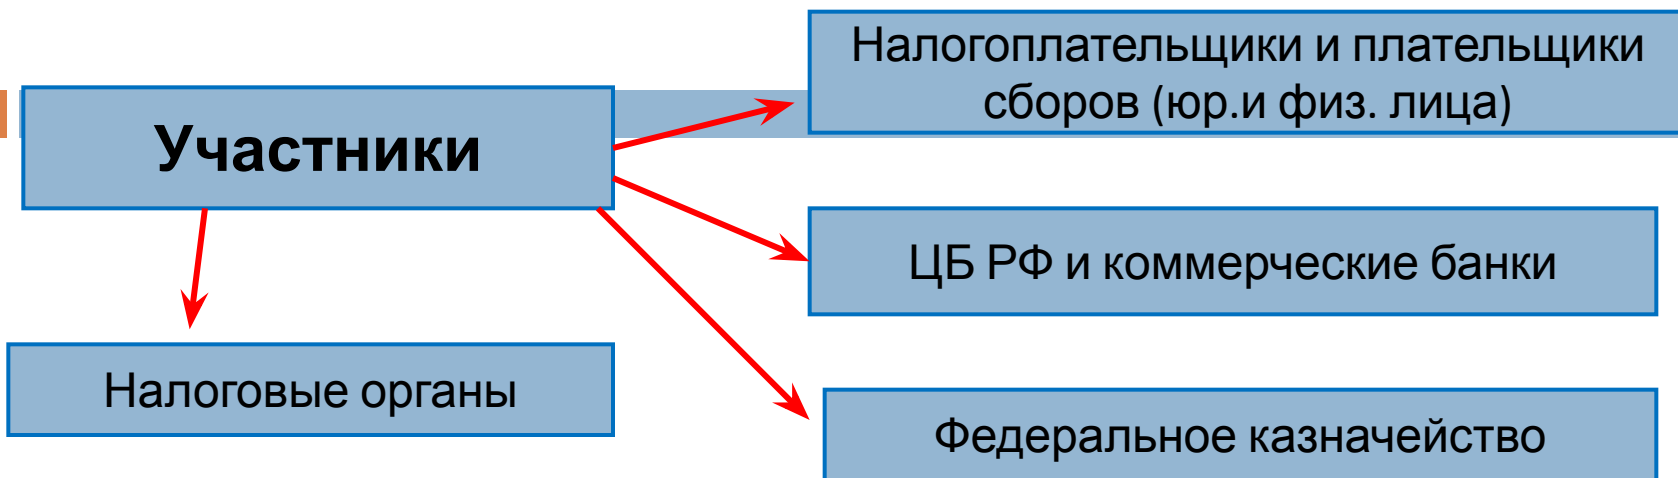 Налогоплательщики и плательщики
сборов (юр.и физ. лица)
Участники
ЦБ РФ и коммерческие банки
Налоговые органы
Федеральное казначейство